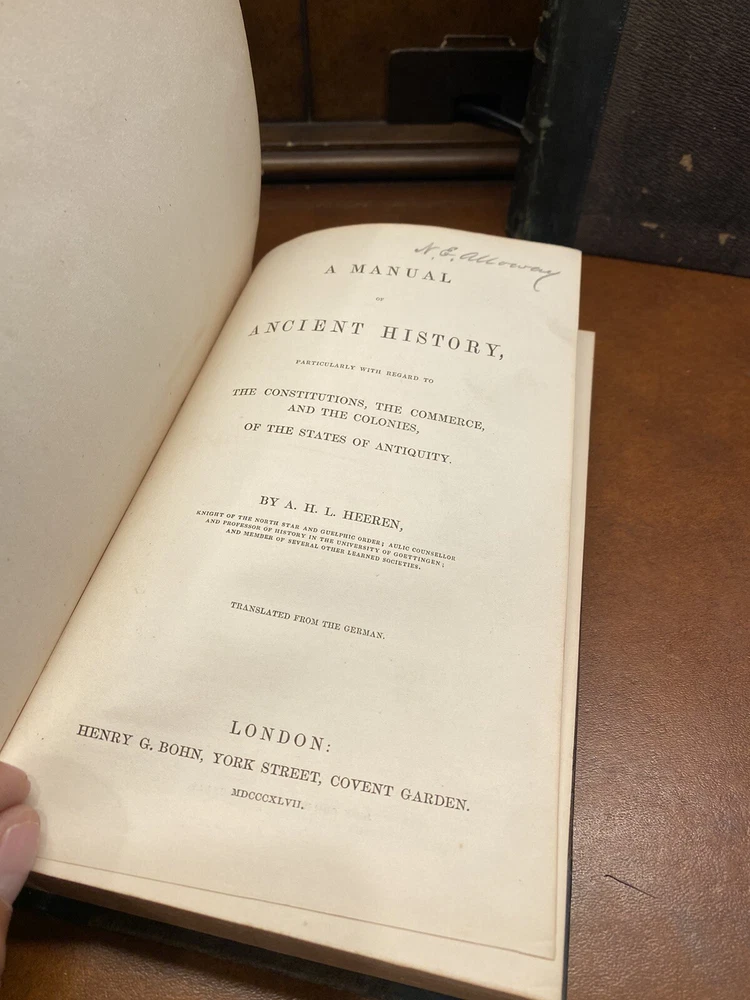 N. E. Alloway
A MANUAL
OF
ANCIENT HISTORY,
PARTICULARLY WITH REGARD TO
THE CONSTITUTIONS, THE COMMERCE,
AND THE COLONIES,
OF THE STATES OF ANTIQUITY.
BY A. H. L. HEEREN,
KNIGHT OF THE NORTH STAR AND GUELPHIC ORDER; AULIC COUNSELLOR
AND PROFESSOR OF HISTORY IN THE UNIVERSITY OF GOETTINGEN;
AND MEMBER OF SEVERAL OTHER LEARNED SOCIETIES.
TRANSLATED FROM THE GERMAN.
LONDON:
HENRY G. BOHN, YORK STREET, COVENT GARDEN.
MDCCCXLVII.